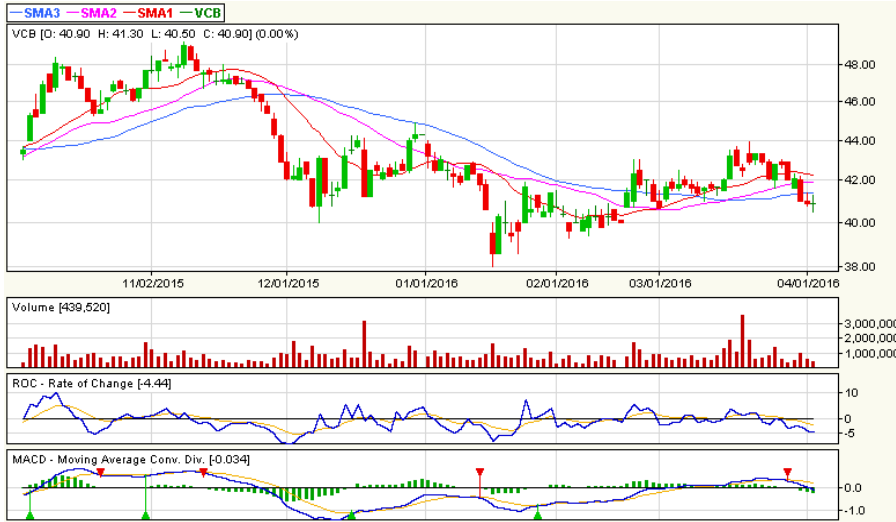 SMA3 SMA2 SMA1 VCB
VCB [O: 40.90 H: 41.30 L: 40.50 C: 40.90] (0.00%)
48.00
46.00
44.00
42.00
40.00
38.00
11/02/2015 12/01/2015 01/01/2016 02/01/2016 03/01/2016 04/01/2016
Volume [439,520]
3,000,000
2,000,000
1,000,000
ROC - Rate of Change [-4.44]
10
0
-5
MACD - Moving Average Conv. Div. [-0.034]
0.0
-1.0